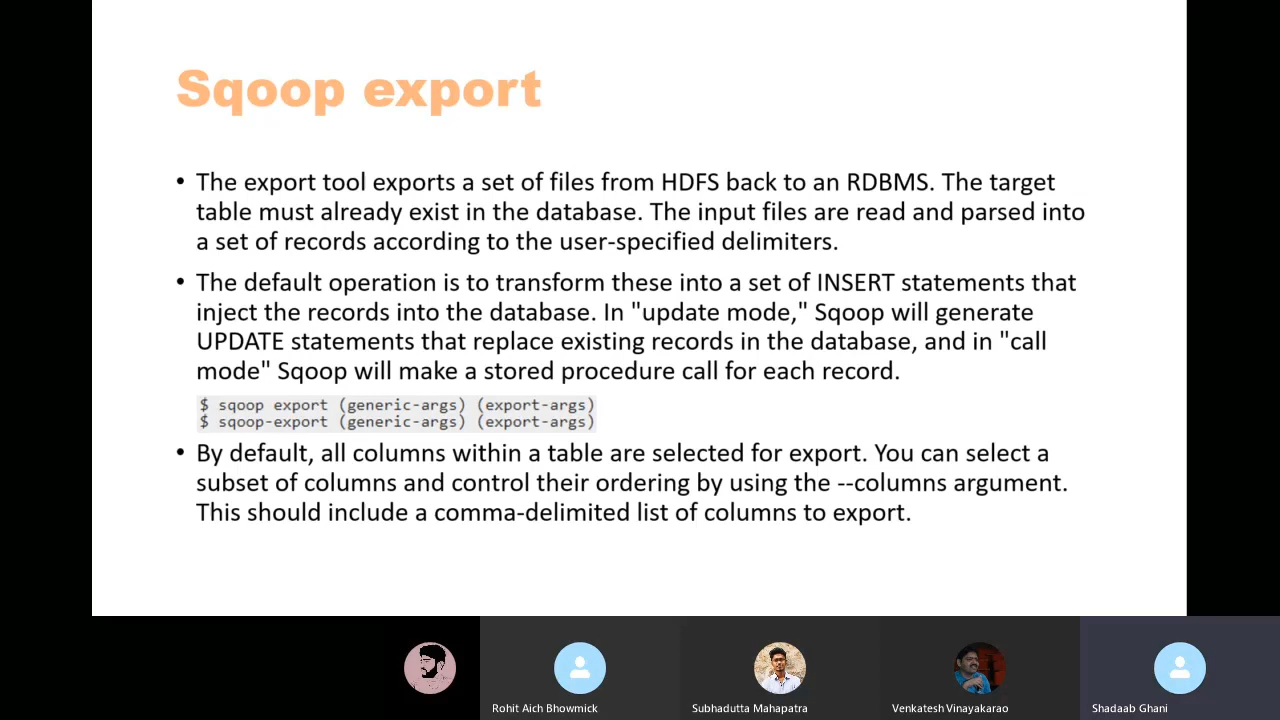 Sqoop export
• The export tool exports a set of files from HDFS back to an RDBMS. The target
table must already exist in the database. The input files are read and parsed into
a set of records according to the user-specified delimiters.
• The default operation is to transform these into a set of INSERT statements that
inject the records into the database. In "update mode," Sqoop will generate
UPDATE statements that replace existing records in the database, and in "call
mode" Sqoop will make a stored procedure call for each record.
$ sqoop export (generic-args) (export-args)
$ sqoop-export (generic-args) (export-args)
• By default, all columns within a table are selected for export. You can select a
subset of columns and control their ordering by using the --columns argument.
This should include a comma-delimited list of columns to export.
Rohit Aich Bhowmick
Subhadutta Mahapatra
Venkatesh Vinayakarao
Shadaab Ghani